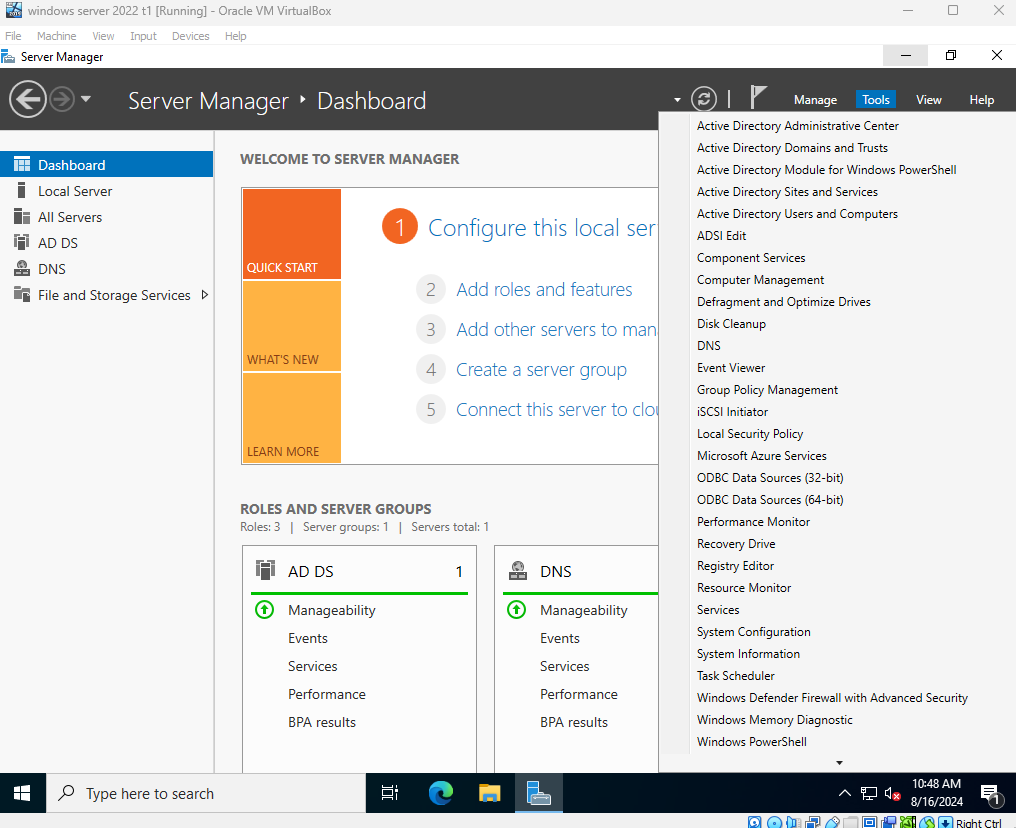 windows server 2022 t1 [Running] - Oracle VM VirtualBox
File Machine View Input Devices Help
Server Manager
Server Manager ‣ Dashboard
Manage Tools View Help
Dashboard
Local Server
All Servers
AD DS
DNS
File and Storage Services
WELCOME TO SERVER MANAGER
QUICK START
WHAT'S NEW
LEARN MORE
1 Configure this local ser
2 Add roles and features
3 Add other servers to man
4 Create a server group
5 Connect this server to clou
ROLES AND SERVER GROUPS
Roles: 3 | Server groups: 1 | Servers total: 1
AD DS 1
Manageability
Events
Services
Performance
BPA results
DNS
Manageability
Events
Services
Performance
BPA results
Active Directory Administrative Center
Active Directory Domains and Trusts
Active Directory Module for Windows PowerShell
Active Directory Sites and Services
Active Directory Users and Computers
ADSI Edit
Component Services
Computer Management
Defragment and Optimize Drives
Disk Cleanup
DNS
Event Viewer
Group Policy Management
iSCSI Initiator
Local Security Policy
Microsoft Azure Services
ODBC Data Sources (32-bit)
ODBC Data Sources (64-bit)
Performance Monitor
Recovery Drive
Registry Editor
Resource Monitor
Services
System Configuration
System Information
Task Scheduler
Windows Defender Firewall with Advanced Security
Windows Memory Diagnostic
Windows PowerShell
Type here to search
10:48 AM
8/16/2024
1
Right Ctrl